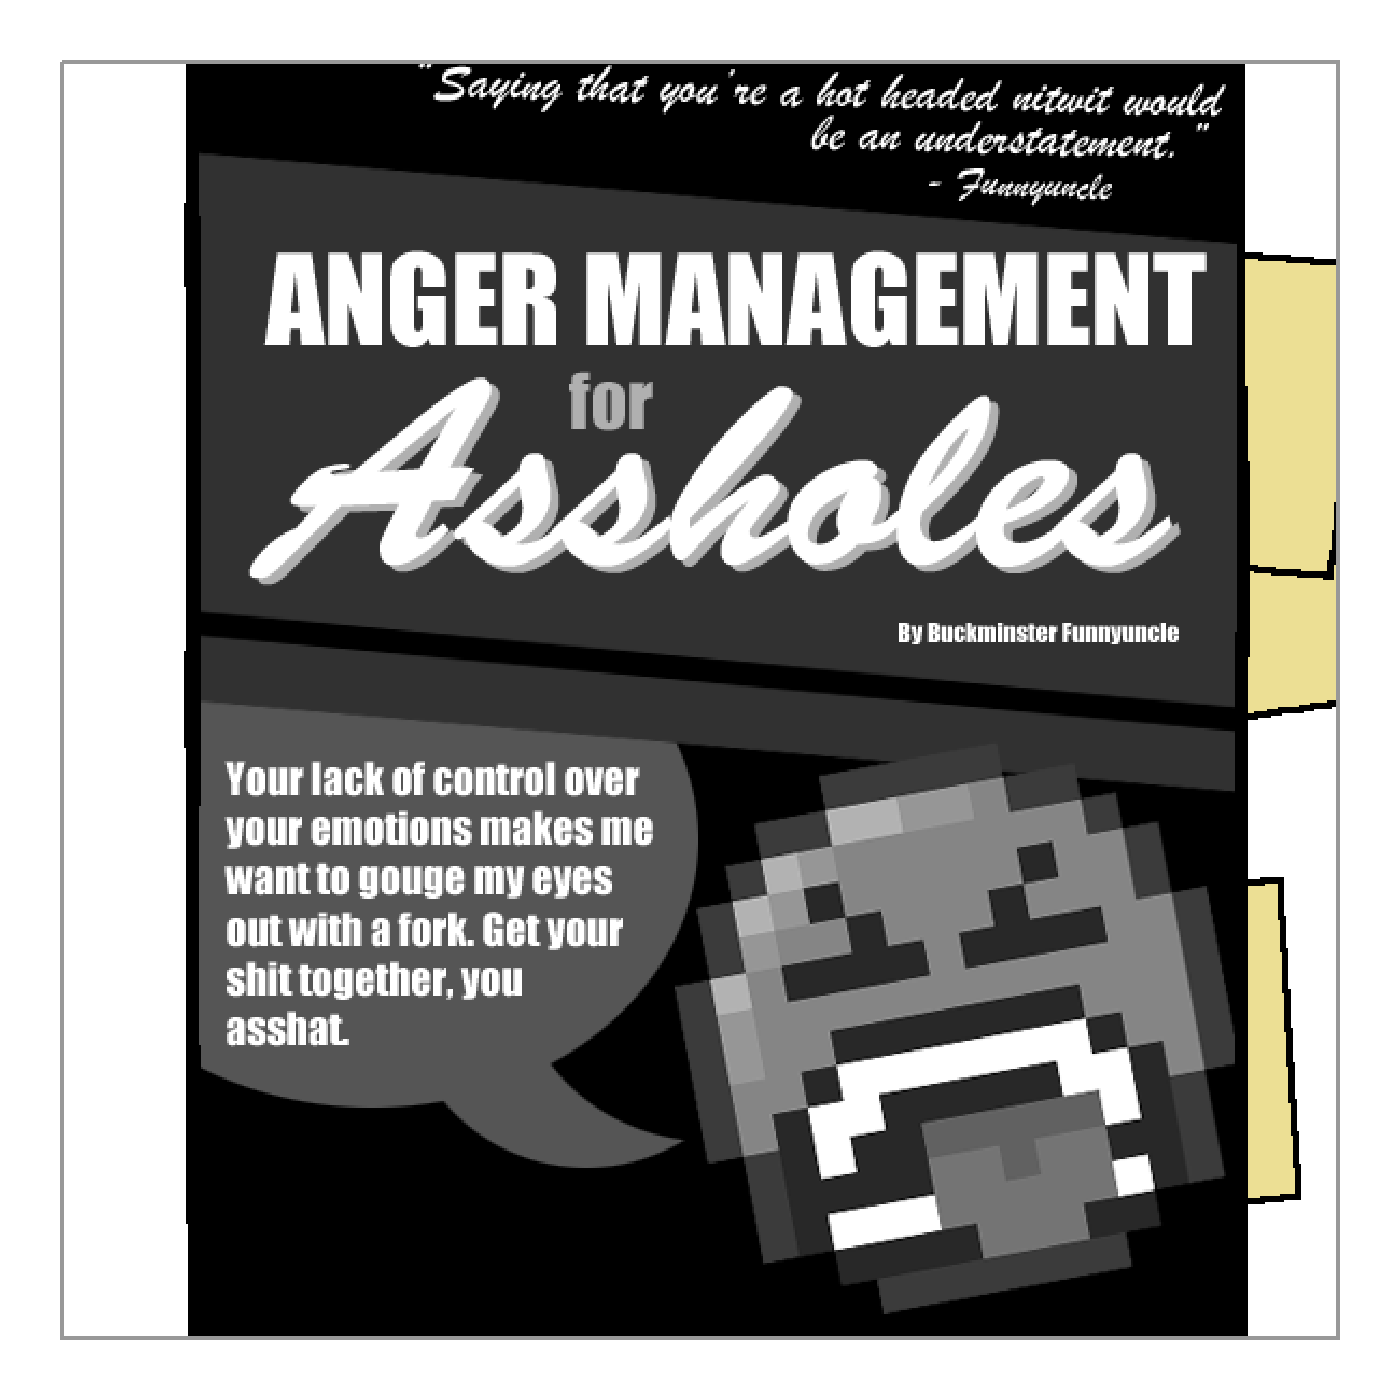 "Saying that you're a hot headed nitwit would
be an understatement."
- Funnyuncle
ANGER MANAGEMENT
for
Assholes
By Buckminster Funnyuncle
Your lack of control over
your emotions makes me
want to gouge my eyes
out with a fork. Get your
shit together, you
asshat.